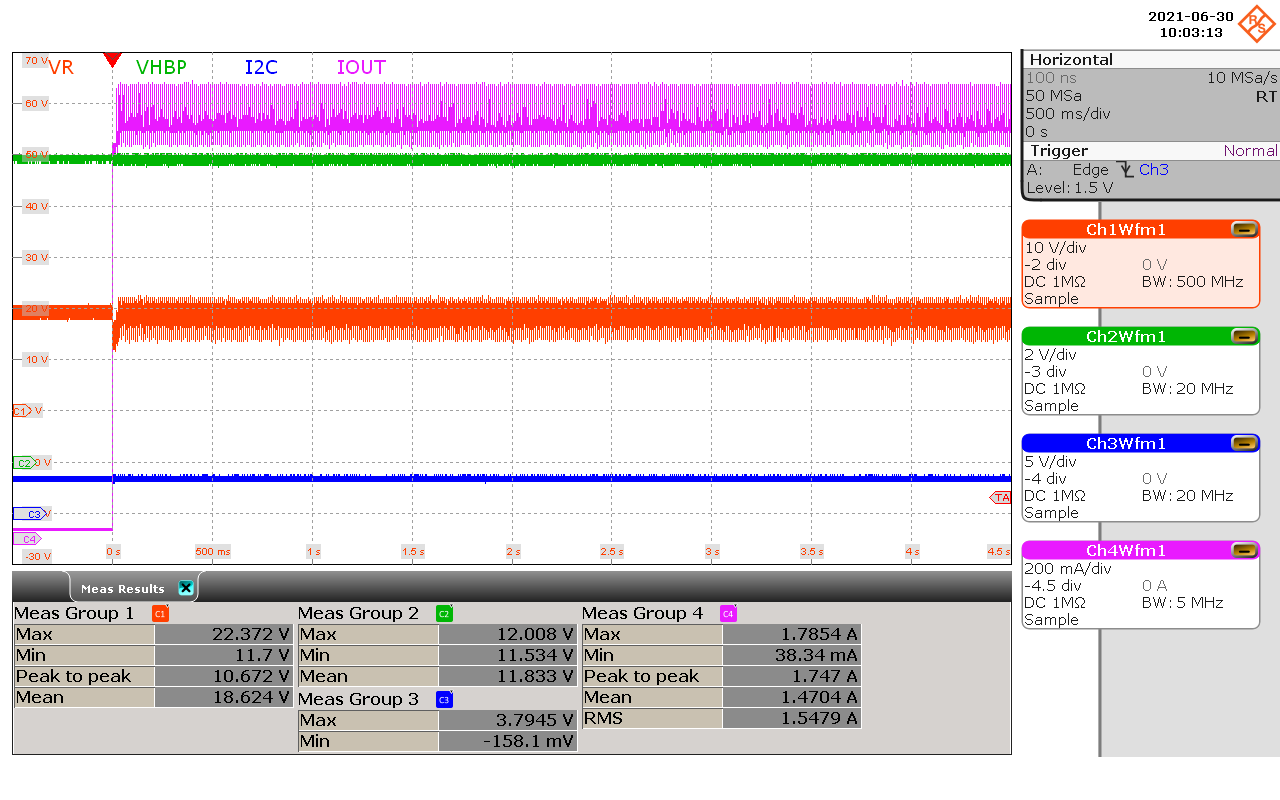 2021-06-30
10:03:13
R&S
VR VHBP I2C IOUT
70 V
60 V
50 V
40 V
30 V
20 V
10 V
C1 V
C2 0 V
C3 V
C4
-30 V
0 s 500 ms 1 s 1.5 s 2 s 2.5 s 3 s 3.5 s 4 s 4.5 s
TA
Horizontal
100 ns 10 MSa/s
50 MSa RT
500 ms/div
0 s
Trigger Normal
A: Edge Ch3
Level: 1.5 V
Ch1Wfm1
10 V/div
-2 div 0 V
DC 1MΩ BW: 500 MHz
Sample
Ch2Wfm1
2 V/div
-3 div 0 V
DC 1MΩ BW: 20 MHz
Sample
Ch3Wfm1
5 V/div
-4 div 0 V
DC 1MΩ BW: 20 MHz
Sample
Ch4Wfm1
200 mA/div
-4.5 div 0 A
DC 1MΩ BW: 5 MHz
Sample
Meas Results
Meas Group 1 C1
Max 22.372 V
Min 11.7 V
Peak to peak 10.672 V
Mean 18.624 V
Meas Group 2 C2
Max 12.008 V
Min 11.534 V
Mean 11.833 V
Meas Group 3 C3
Max 3.7945 V
Min -158.1 mV
Meas Group 4 C4
Max 1.7854 A
Min 38.34 mA
Peak to peak 1.747 A
Mean 1.4704 A
RMS 1.5479 A